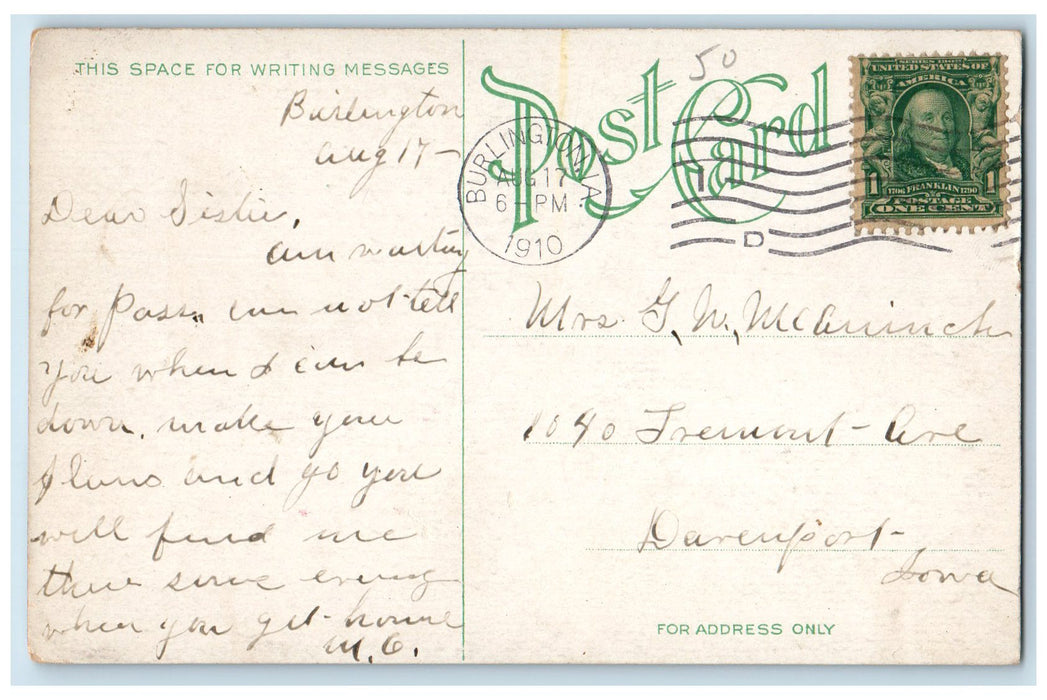 THIS SPACE FOR WRITING MESSAGES
Burlington
Aug 17-
Dear Sister,
am waiting
for Pass, can not tell
you when I can be
down. make your
plans and go you
will find me
there some evening
when you get home
M.C.
Post Card
50
BURLINGTON, IA.
AUG 17
6-PM
1910
D
SERIES 1902
UNITED STATES OF
AMERICA
1706 FRANKLIN 1790
1 1
POSTAGE
ONE CENT
Mrs. G. W. McAninch
1040 Fremont-Ave
Davenport-
Iowa
FOR ADDRESS ONLY